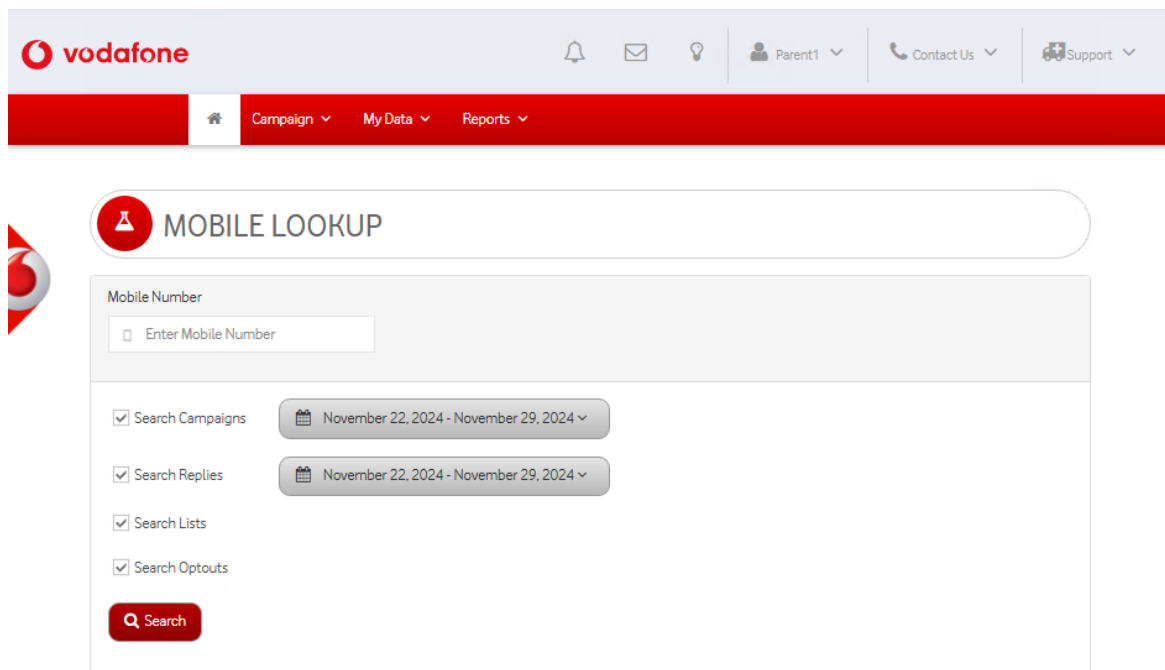 vodafone
Parent1
Contact Us
Support
Campaign
My Data
Reports
MOBILE LOOKUP
Mobile Number
Enter Mobile Number
Search Campaigns
November 22, 2024 - November 29, 2024
Search Replies
November 22, 2024 - November 29, 2024
Search Lists
Search Optouts
Search